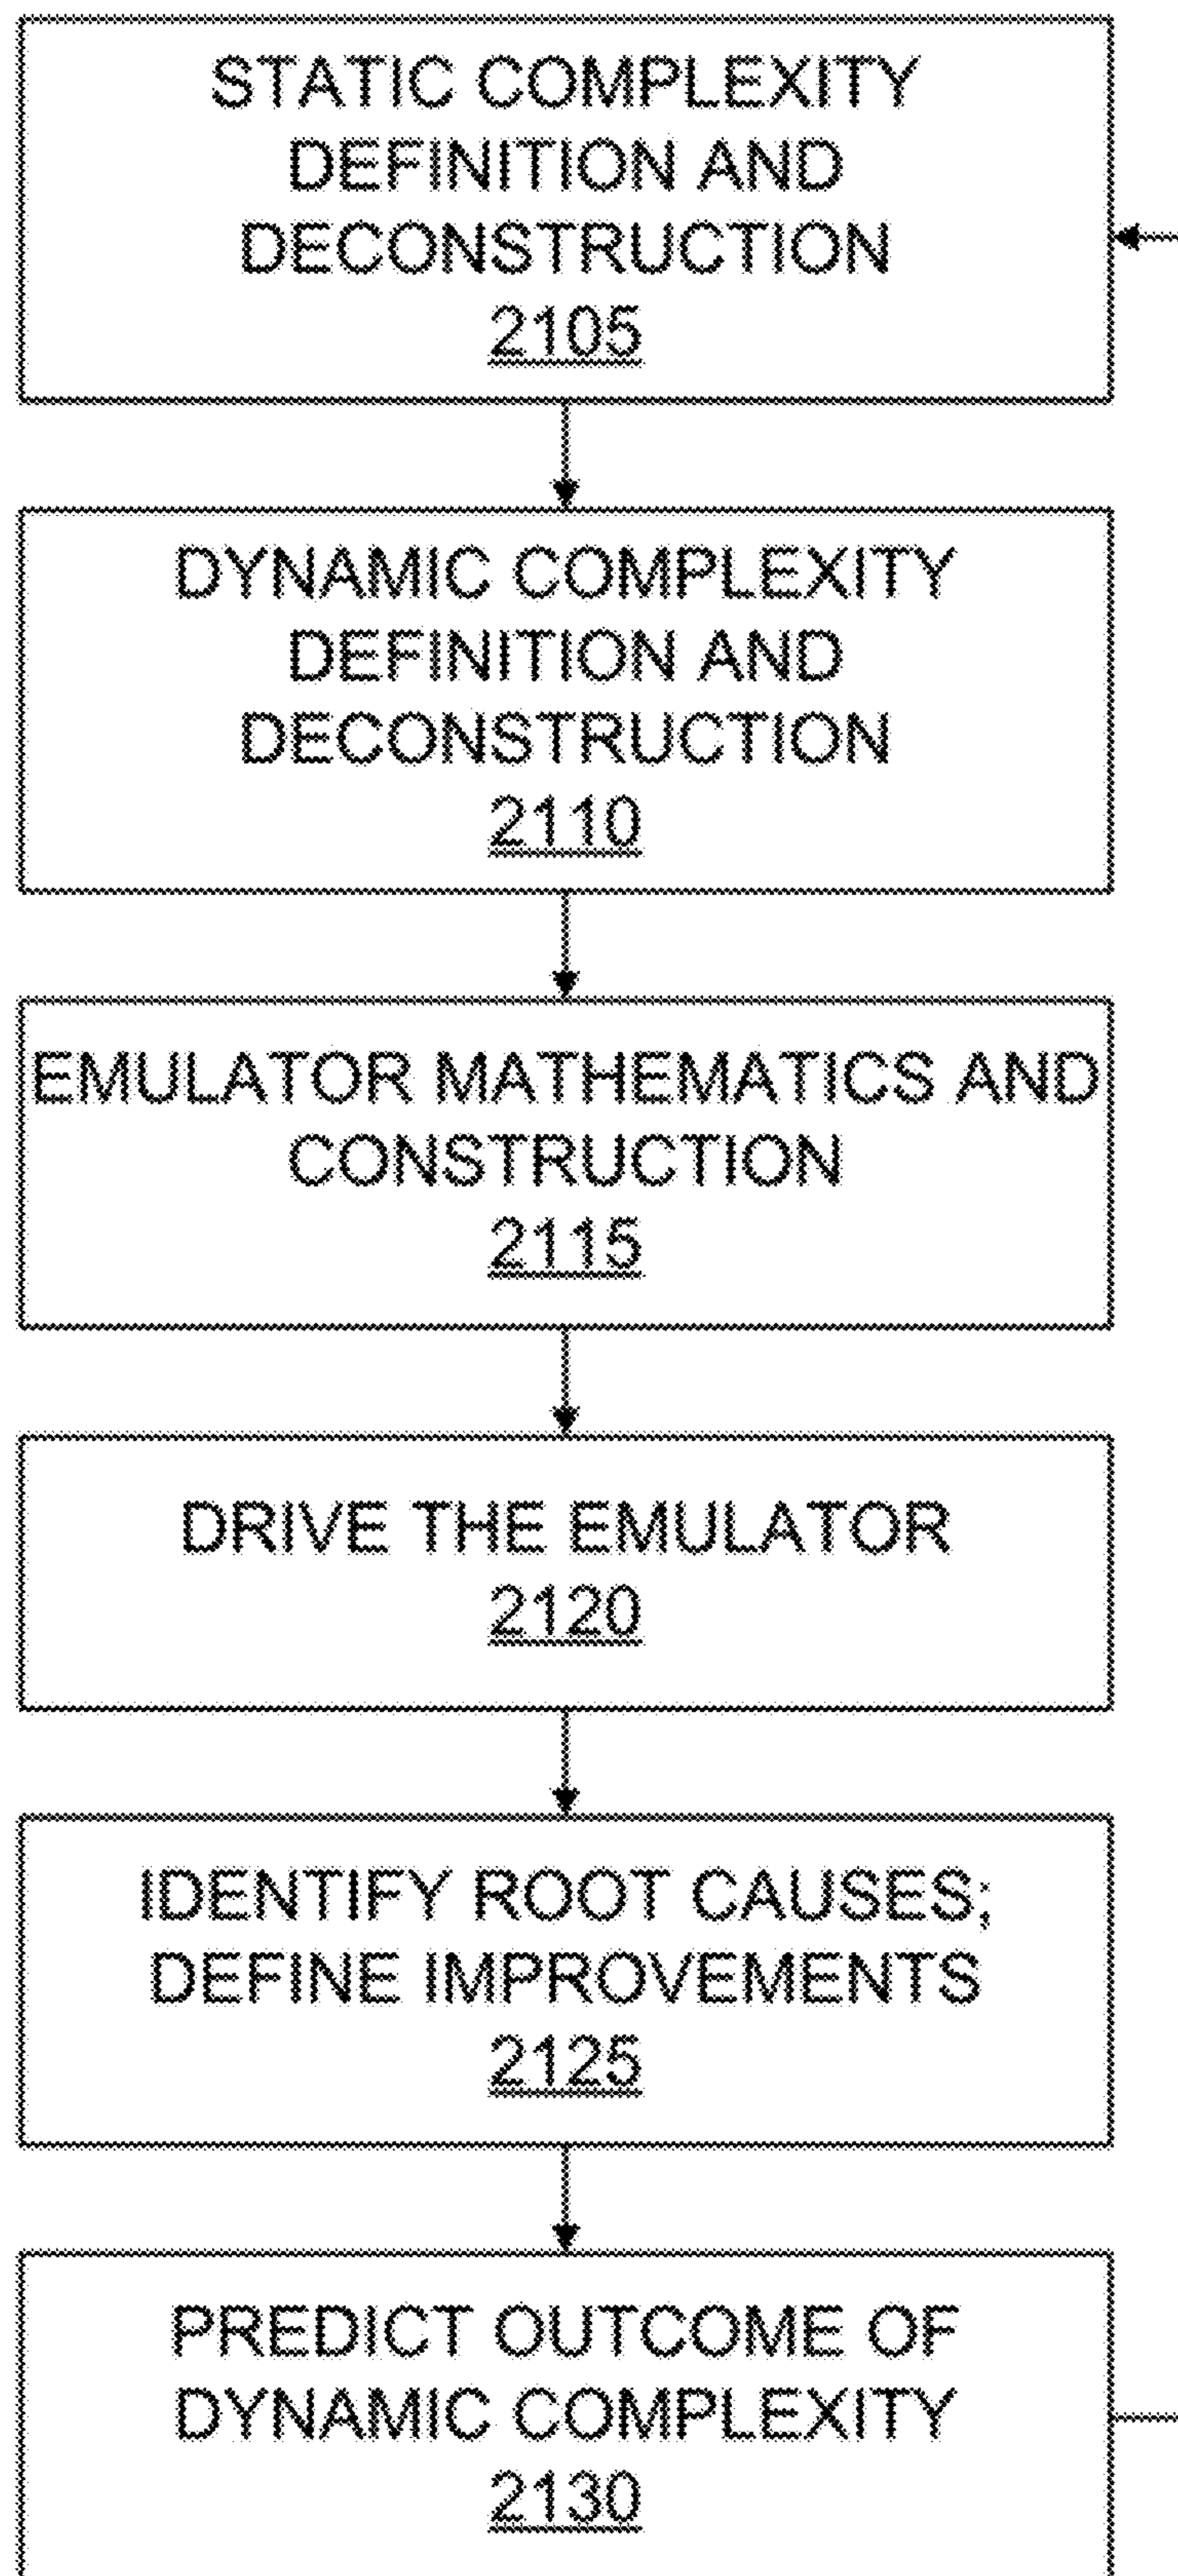 STATIC COMPLEXITY
DEFINITION AND
DECONSTRUCTION
2105
DYNAMIC COMPLEXITY
DEFINITION AND
DECONSTRUCTION
2110
EMULATOR MATHEMATICS AND
CONSTRUCTION
2115
DRIVE THE EMULATOR
2120
IDENTIFY ROOT CAUSES;
DEFINE IMPROVEMENTS
2125
PREDICT OUTCOME OF
DYNAMIC COMPLEXITY
2130